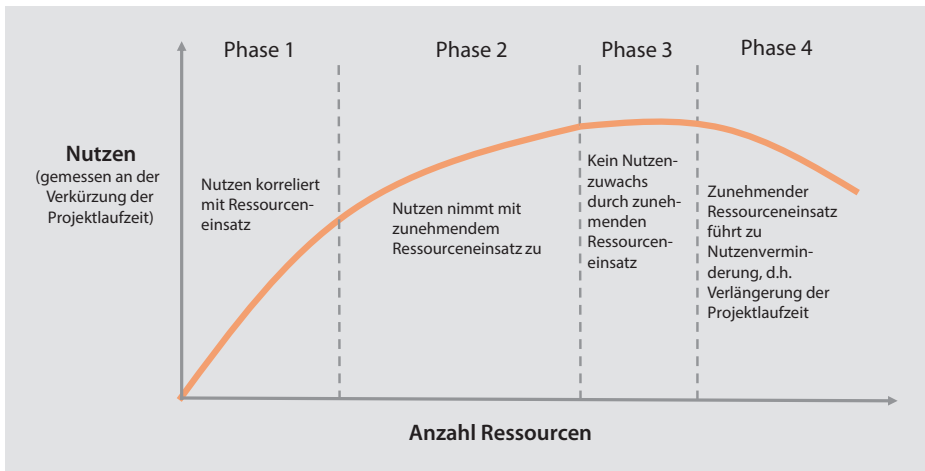 Phase 1
Phase 2
Phase 3
Phase 4
Nutzen
(gemessen an der
Verkürzung der
Projektlaufzeit)
Nutzen korreliert
mit Ressourcen-
einsatz
Nutzen nimmt mit
zunehmendem
Ressourceneinsatz zu
Kein Nutzen-
zuwachs
durch zuneh-
menden
Ressourcen-
einsatz
Zunehmender
Ressourceneinsatz
führt zu
Nutzenvermin-
derung, d.h.
Verlängerung der
Projektlaufzeit
Anzahl Ressourcen